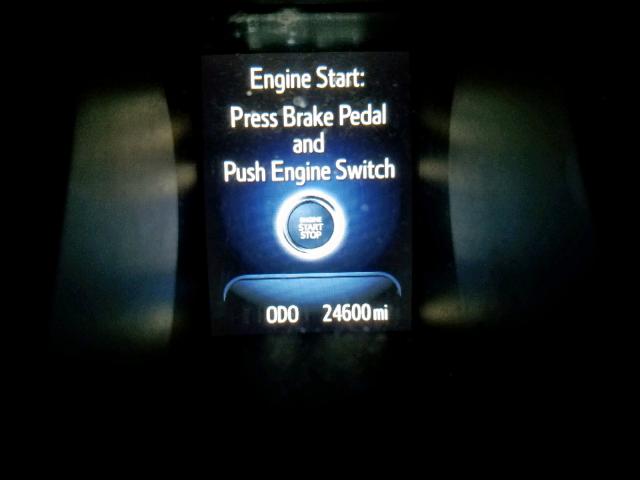 Engine Start:
Press Brake Pedal
and
Push Engine Switch
ENGINE
START
STOP
ODO 24600 mi